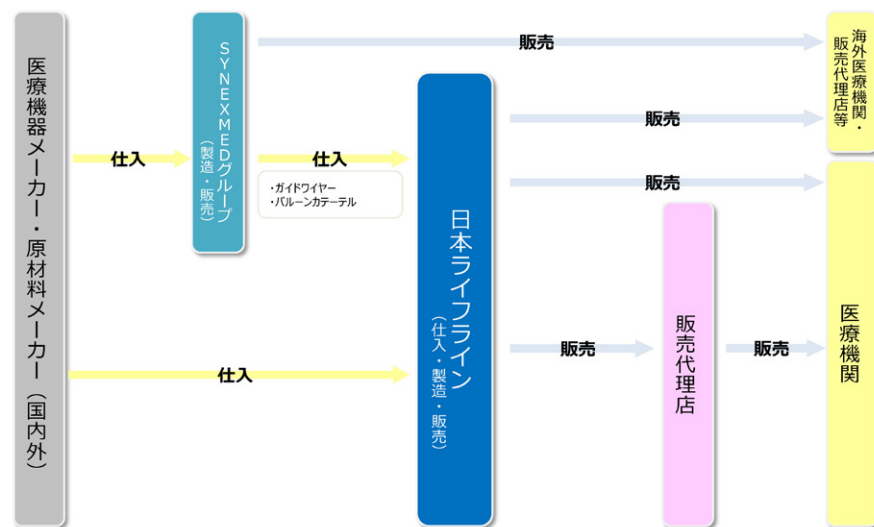 医療機器メーカー・原材料メーカー（国内外）
仕入
SYNEXMEDグループ
（製造・販売）
仕入
・ガイドワイヤー
・バルーンカテーテル
仕入
日本ライフライン
（仕入・製造・販売）
販売
販売
販売
販売
販売代理店
販売
海外医療機関・
販売代理店等
医療機関